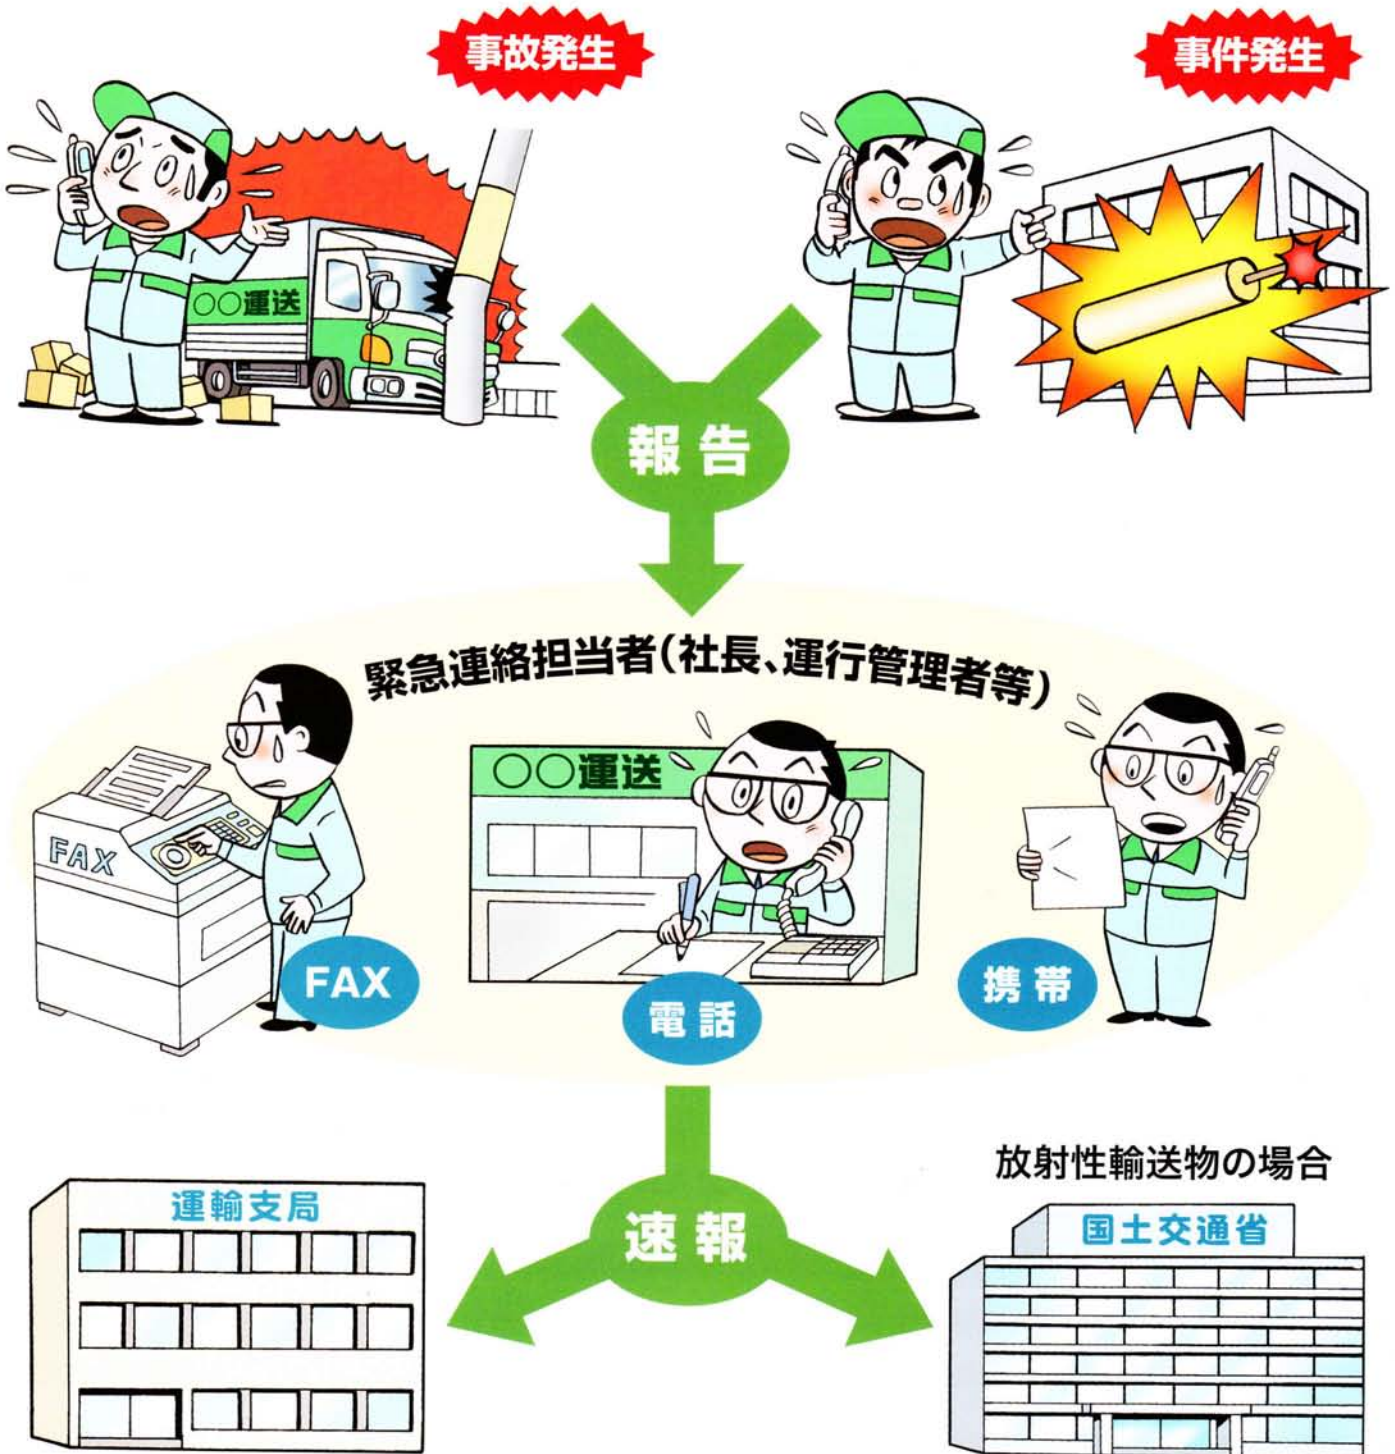 事故発生
事件発生
○○運送
報告
緊急連絡担当者(社長、運行管理者等)
○○運送
FAX
FAX
電話
携帯
放射性輸送物の場合
運輸支局
国土交通省
速報